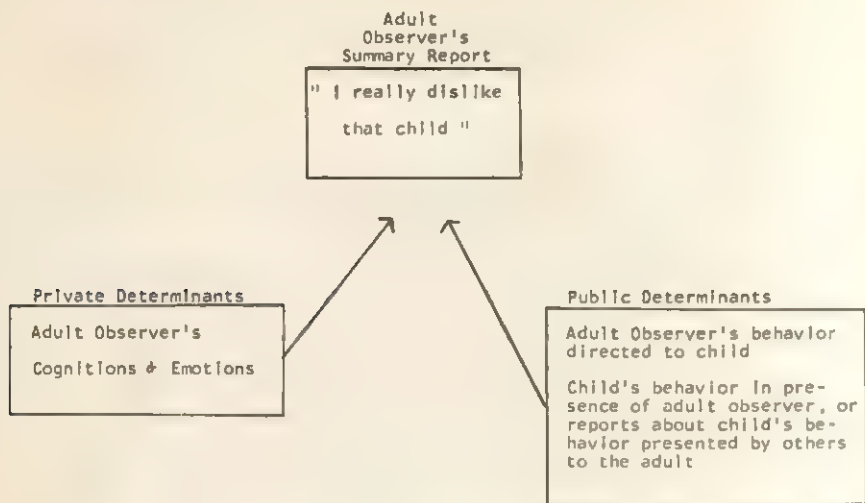 Adult
Observer's
Summary Report
" I really dislike
that child "
Private Determinants
Adult Observer's
Cognitions & Emotions
Public Determinants
Adult Observer's behavior
directed to child
Child's behavior in pre-
sence of adult observer, or
reports about child's be-
havior presented by others
to the adult